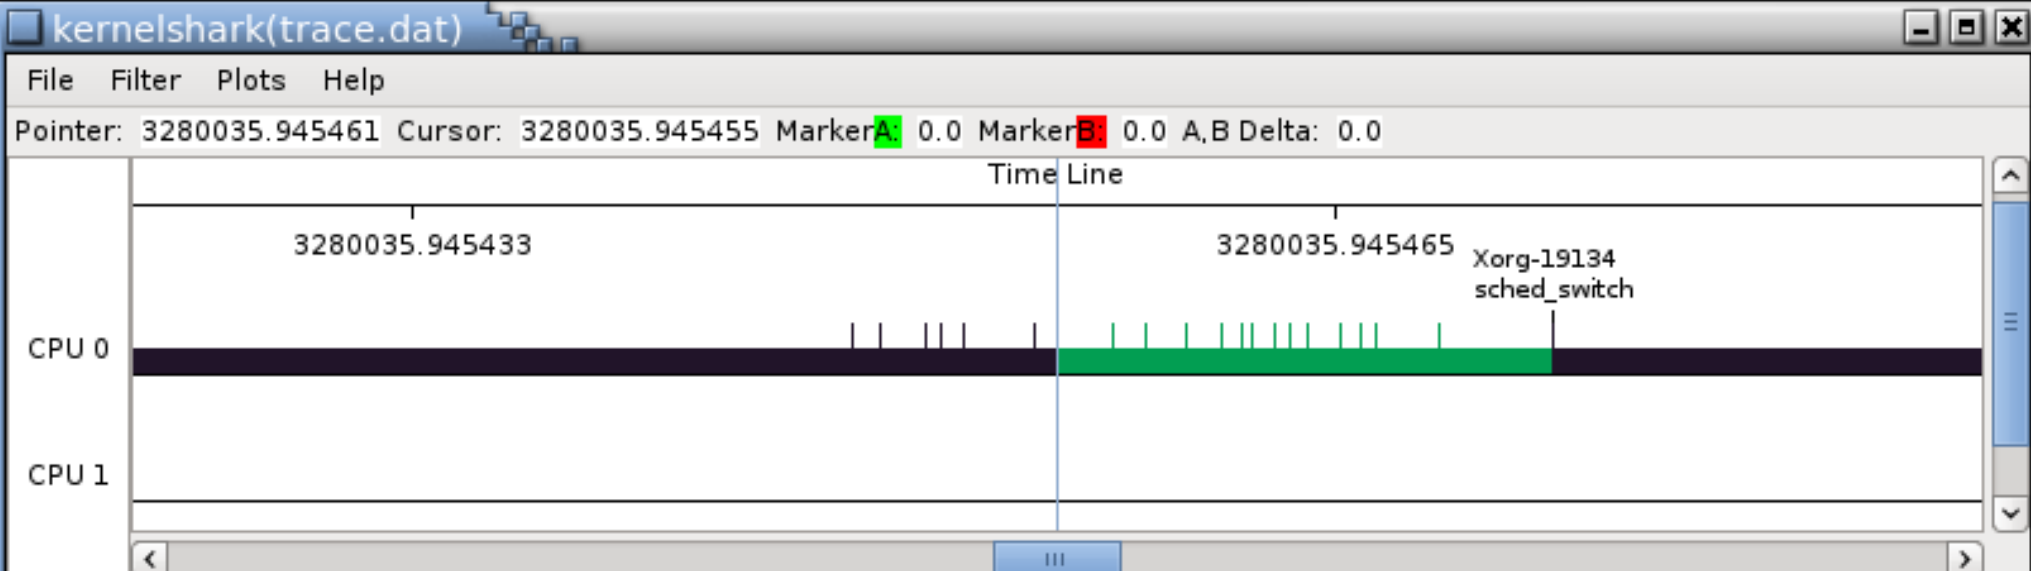 kernelshark(trace.dat)
File Filter Plots Help
Pointer: 3280035.945461 Cursor: 3280035.945455 MarkerA: 0.0 MarkerB: 0.0 A,B Delta: 0.0
Time Line
3280035.945433 3280035.945465
Xorg-19134
sched_switch
CPU 0
CPU 1